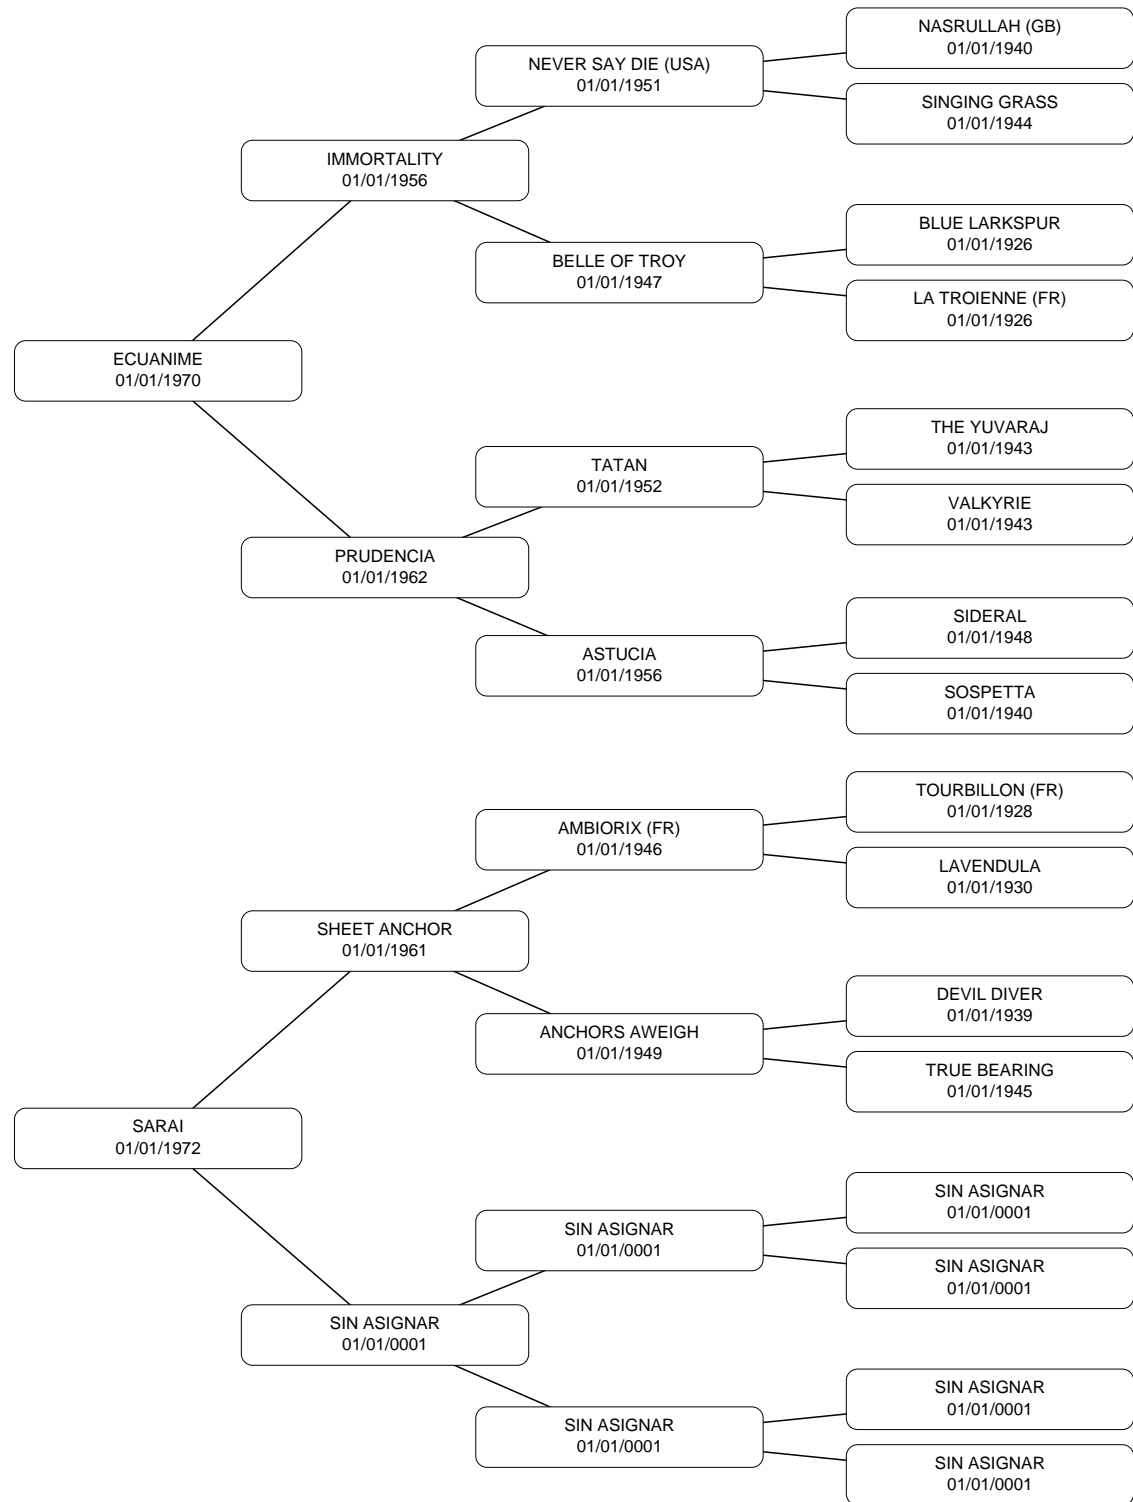 NASRULLAH (GB)
01/01/1940
NEVER SAY DIE (USA)
01/01/1951
SINGING GRASS
01/01/1944
IMMORTALITY
01/01/1956
BLUE LARKSPUR
01/01/1926
BELLE OF TROY
01/01/1947
LA TROIENNE (FR)
01/01/1926
ECUANIME
01/01/1970
THE YUVARAJ
01/01/1943
TATAN
01/01/1952
VALKYRIE
01/01/1943
PRUDENCIA
01/01/1962
SIDERAL
01/01/1948
ASTUCIA
01/01/1956
SOSPETTA
01/01/1940
TOURBILLON (FR)
01/01/1928
AMBIORIX (FR)
01/01/1946
LAVENDULA
01/01/1930
SHEET ANCHOR
01/01/1961
DEVIL DIVER
01/01/1939
ANCHORS AWEIGH
01/01/1949
TRUE BEARING
01/01/1945
SARAI
01/01/1972
SIN ASIGNAR
01/01/0001
SIN ASIGNAR
01/01/0001
SIN ASIGNAR
01/01/0001
SIN ASIGNAR
01/01/0001
SIN ASIGNAR
01/01/0001
SIN ASIGNAR
01/01/0001
SIN ASIGNAR
01/01/0001